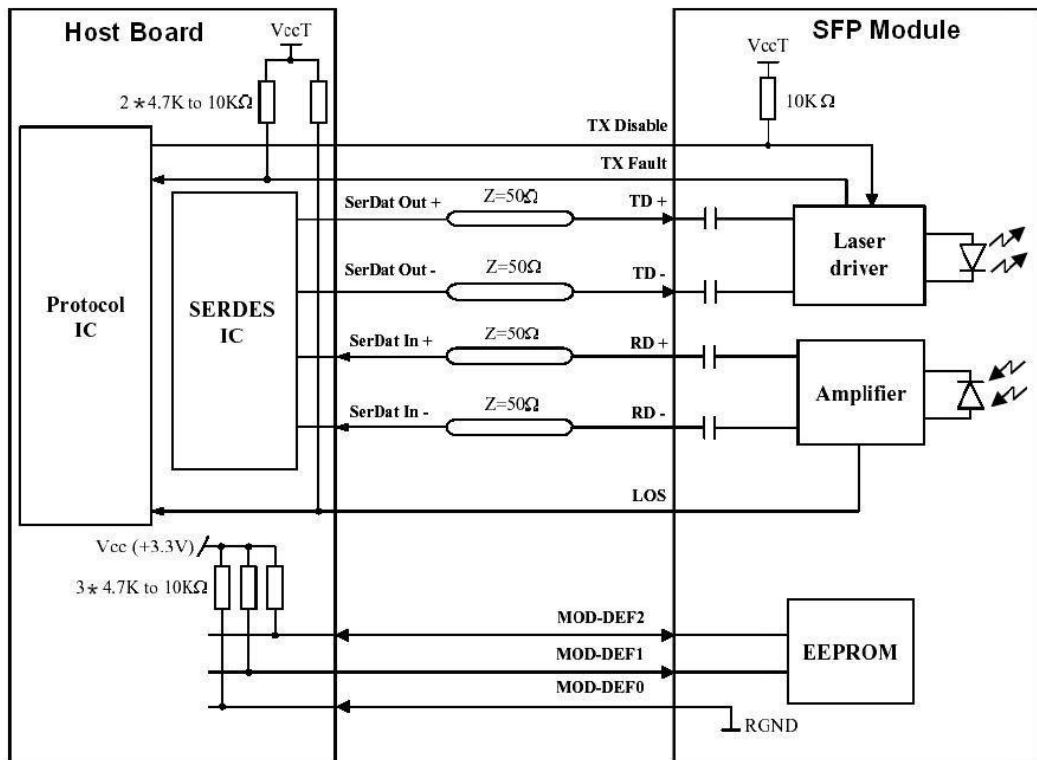 Host Board
SFP Module
VccT
VccT
2*4.7K to 10KΩ
10K Ω
TX Disable
TX Fault
SerDat Out +
Z=50Ω
TD +
SerDat Out -
Z=50Ω
TD -
Laser
driver
Protocol
IC
SERDES
IC
SerDat In +
Z=50Ω
RD +
SerDat In -
Z=50Ω
RD -
Amplifier
LOS
Vcc (+3.3V)
3* 4.7K to 10KΩ
MOD-DEF2
MOD-DEF1
MOD-DEF0
EEPROM
RGND